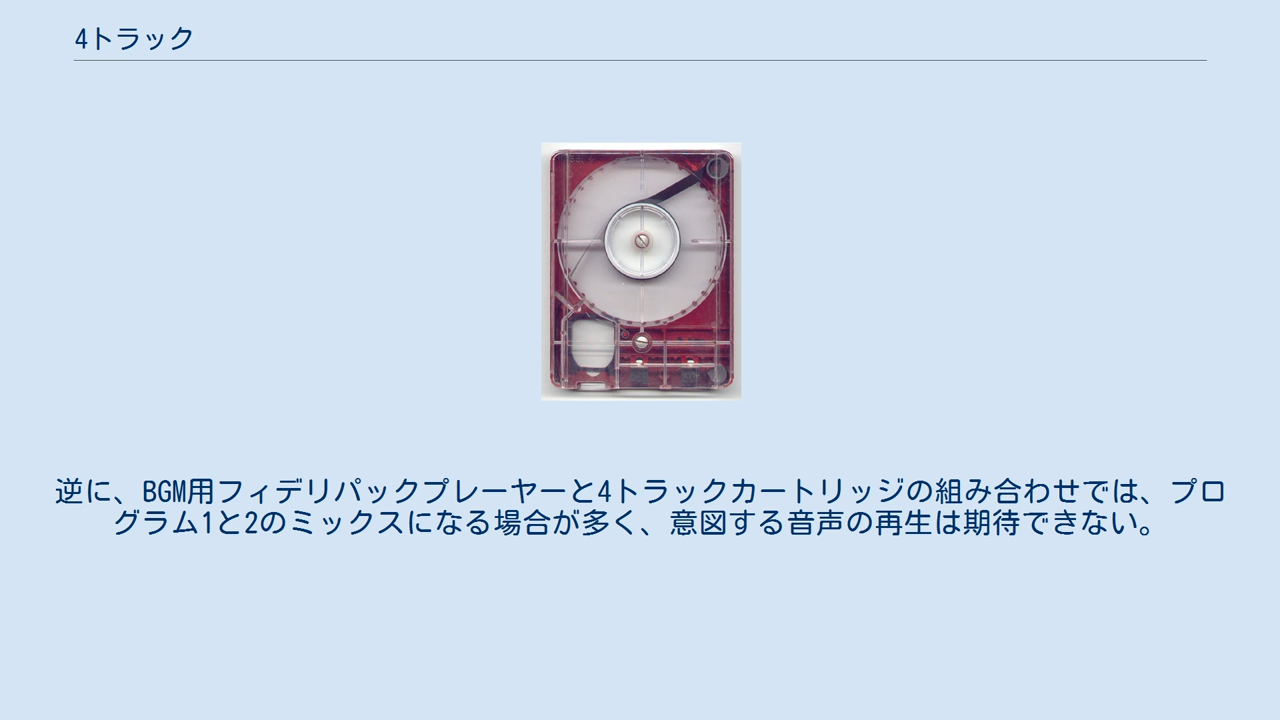 4トラック
逆に、BGM用フィデリパックプレーヤーと4トラックカートリッジの組み合わせでは、プロ
グラム1と2のミックスになる場合が多く、意図する音声の再生は期待できない。